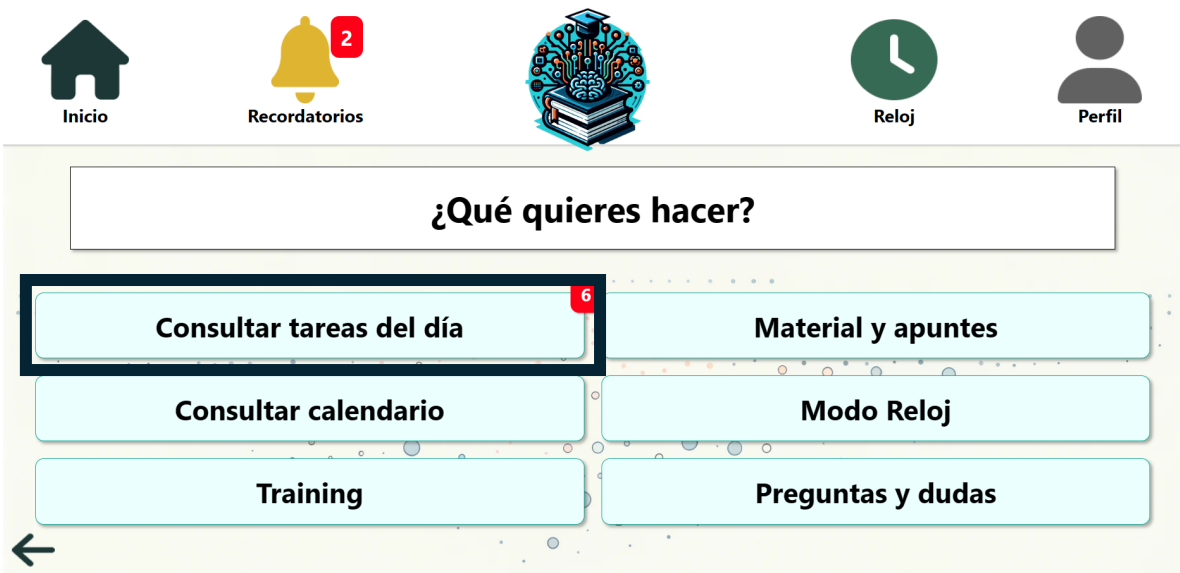 2
Inicio
Recordatorios
Reloj
Perfil
¿Qué quieres hacer?
6
Consultar tareas del día
Material y apuntes
Consultar calendario
Modo Reloj
Training
Preguntas y dudas